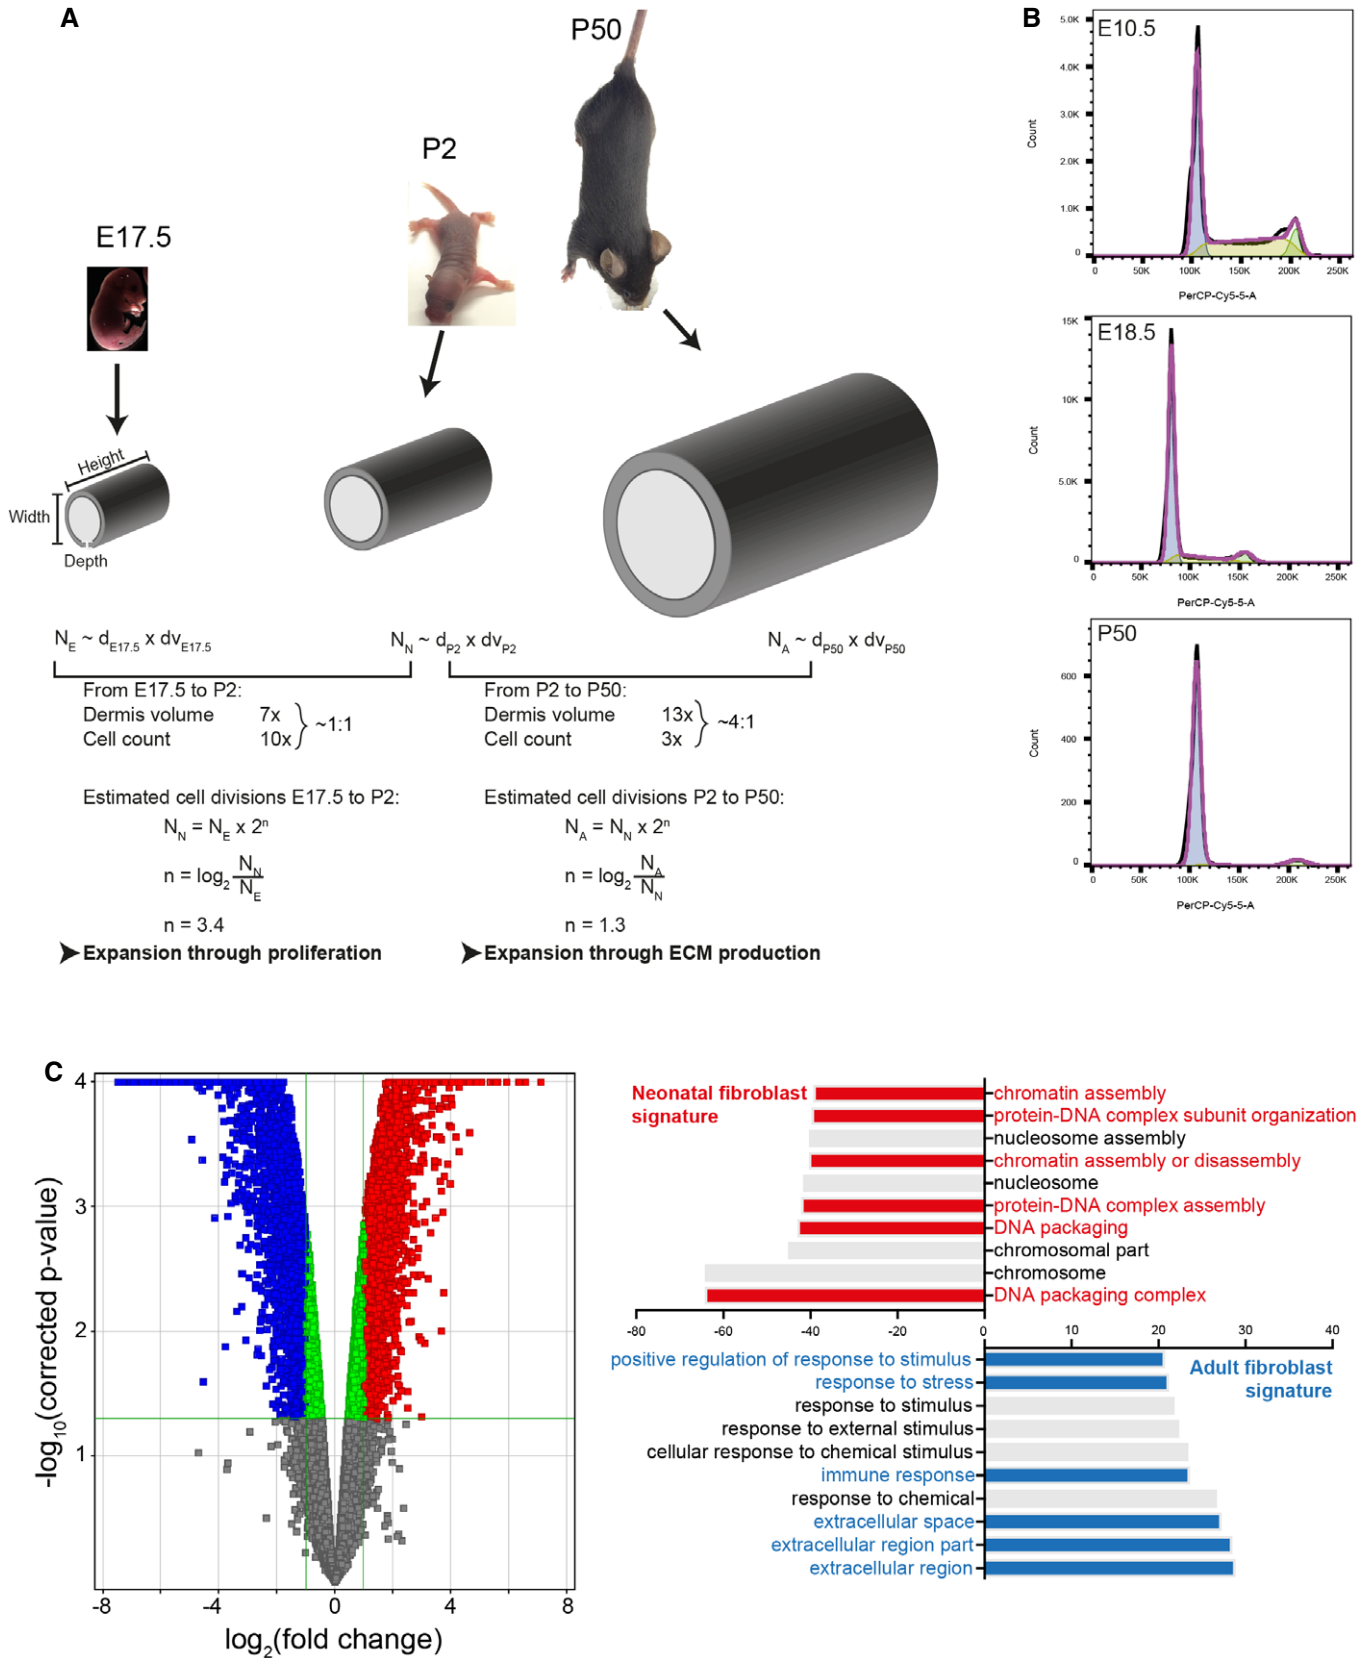 A
P50
P2
E17.5
Height
Width
Depth
N_E ~ d_E17.5 x dv_E17.5
N_N ~ d_P2 x dv_P2
N_A ~ d_P50 x dv_P50
From E17.5 to P2:
Dermis volume 7x
Cell count 10x
~1:1
From P2 to P50:
Dermis volume 13x
Cell count 3x
~4:1
Estimated cell divisions E17.5 to P2:
N_N = N_E x 2^n
n = log_2 N_N/N_E
n = 3.4
➤Expansion through proliferation
Estimated cell divisions P2 to P50:
N_A = N_N x 2^n
n = log_2 N_A/N_N
n = 1.3
➤Expansion through ECM production
B
E10.5
5.0K
4.0K
3.0K
2.0K
1.0K
0
Count
0 50K 100K 150K 200K 250K
PerCP-Cy5-5-A
E18.5
15K
10K
5.0K
0
Count
0 50K 100K 150K 200K 250K
PerCP-Cy5-5-A
P50
600
400
200
0
Count
0 50K 100K 150K 200K 250K
PerCP-Cy5-5-A
C
4
3
2
1
-log10(corrected p-value)
-8 -4 0 4 8
log2(fold change)
Neonatal fibroblast
signature
chromatin assembly
protein-DNA complex subunit organization
nucleosome assembly
chromatin assembly or disassembly
nucleosome
protein-DNA complex assembly
DNA packaging
chromosomal part
chromosome
DNA packaging complex
-80 -60 -40 -20 0 10 20 30 40
Adult fibroblast
signature
positive regulation of response to stimulus
response to stress
response to stimulus
response to external stimulus
cellular response to chemical stimulus
immune response
response to chemical
extracellular space
extracellular region part
extracellular region